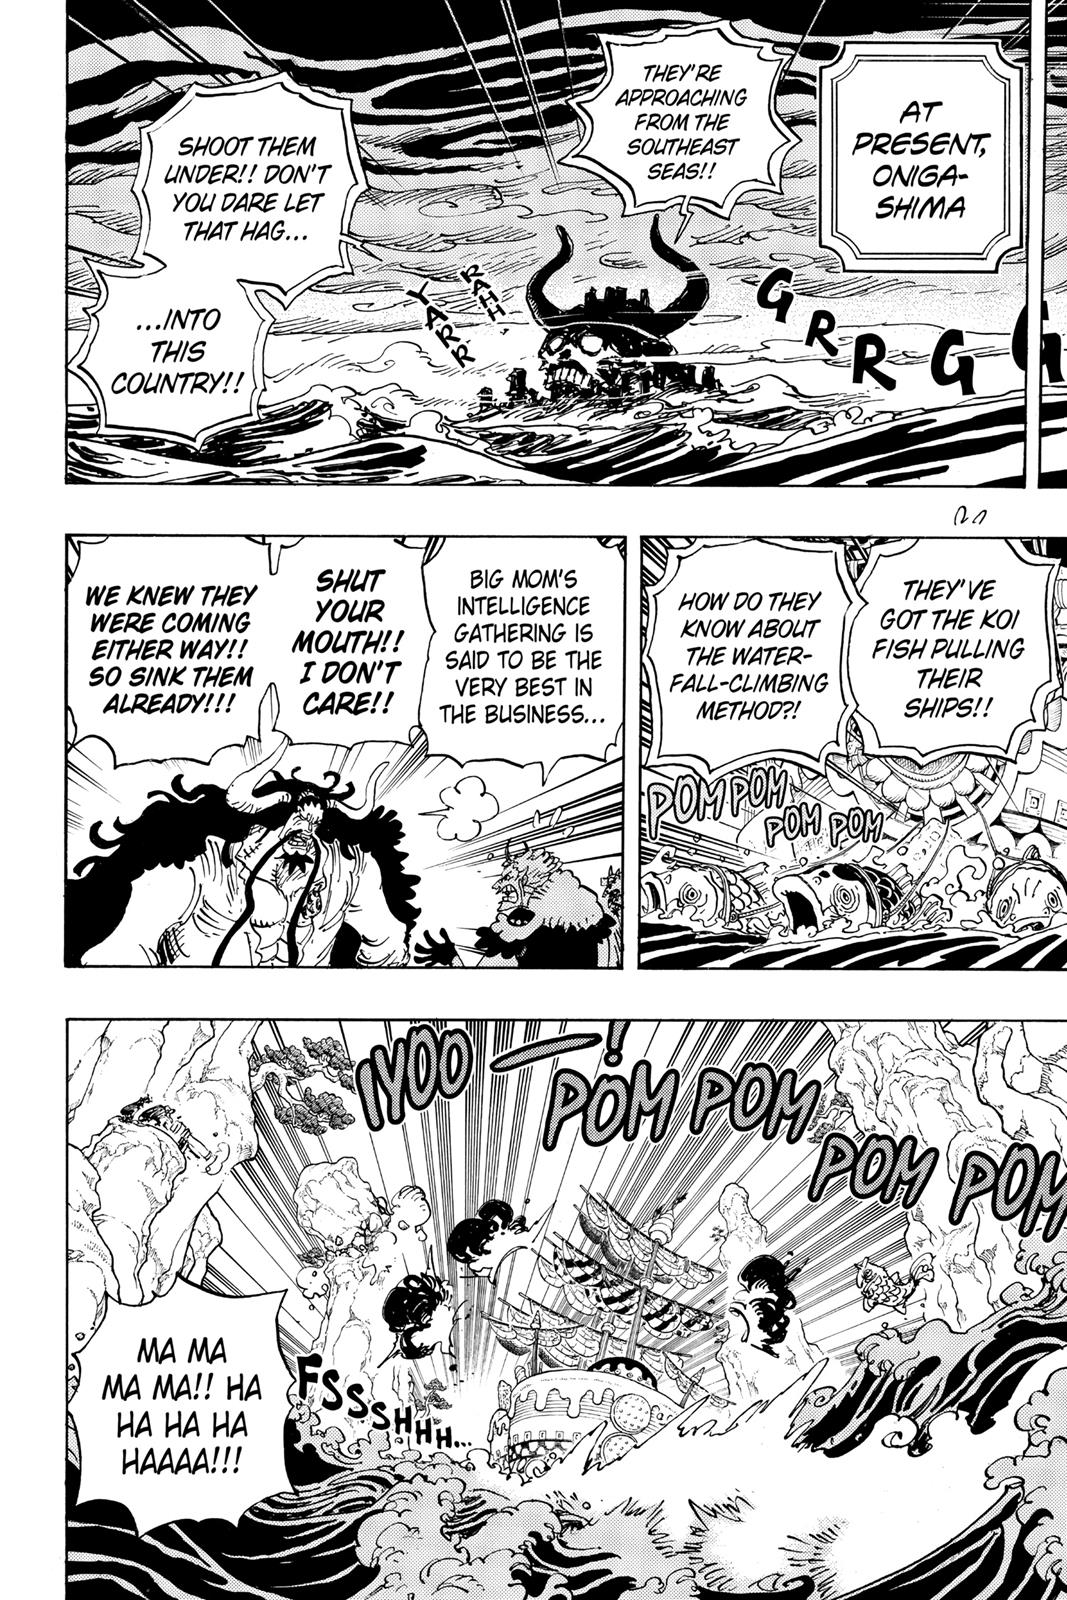 AT
PRESENT,
ONIGA-
SHIMA
THEY'RE
APPROACHING
FROM THE
SOUTHEAST
SEAS!!
SHOOT THEM
UNDER!! DON'T
YOU DARE LET
THAT HAG...
...INTO
THIS
COUNTRY!!
RAHH,
YARR
GRRGG
THEY'VE
GOT THE KOI
FISH PULLING
THEIR
SHIPS!!
HOW DO THEY
KNOW ABOUT
THE WATER-
FALL-CLIMBING
METHOD?!
POM POM
POM POM
BIG MOM'S
INTELLIGENCE
GATHERING IS
SAID TO BE THE
VERY BEST IN
THE BUSINESS...
SHUT
YOUR
MOUTH!!
I DON'T
CARE!!
WE KNEW THEY
WERE COMING
EITHER WAY!!
SO SINK THEM
ALREADY!!!
IYOO —!
POM POM
POM POM
FSSSHHH...
MA MA
MA MA!! HA
HA HA HA
HAAAA!!!